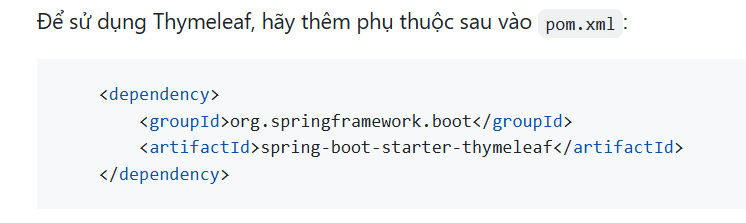 Để sử dụng Thymeleaf, hãy thêm phụ thuộc sau vào pom.xml:
<dependency>
    <groupId>org.springframework.boot</groupId>
    <artifactId>spring-boot-starter-thymeleaf</artifactId>
</dependency>